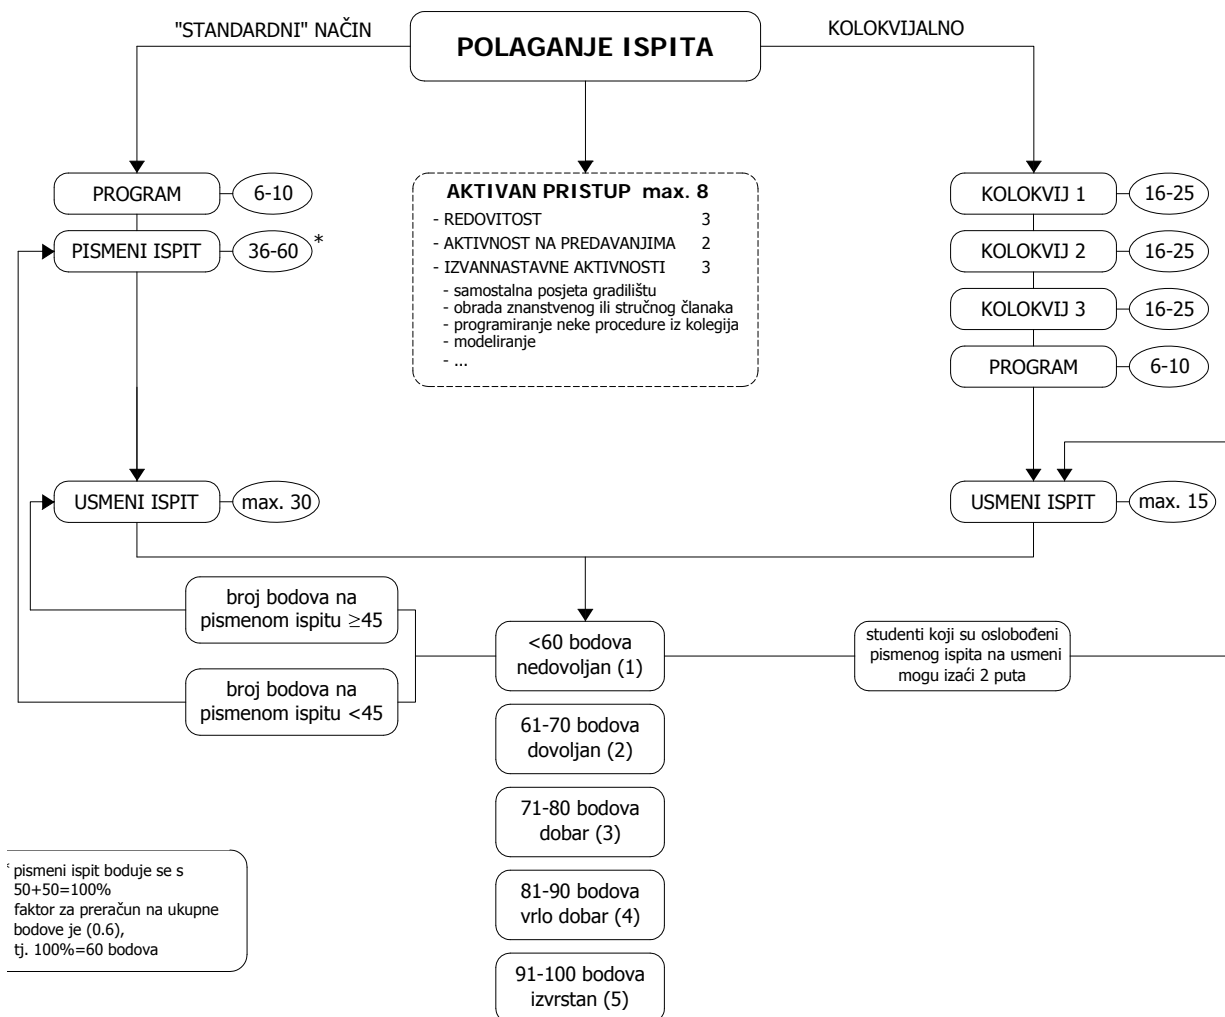 "STANDARDNI" NAČIN
POLAGANJE ISPITA
KOLOKVIJALNO
PROGRAM
6-10
PISMENI ISPIT
36-60
*
USMENI ISPIT
max. 30
AKTIVAN PRISTUP max. 8
- REDOVITOST 3
- AKTIVNOST NA PREDAVANJIMA 2
- IZVANNASTAVNE AKTIVNOSTI 3
- samostalna posjeta gradilištu
- obrada znanstvenog ili stručnog članaka
- programiranje neke procedure iz kolegija
- modeliranje
- ...
KOLOKVIJ 1
16-25
KOLOKVIJ 2
16-25
KOLOKVIJ 3
16-25
PROGRAM
6-10
USMENI ISPIT
max. 15
broj bodova na
pismenom ispitu ≥45
broj bodova na
pismenom ispitu <45
<60 bodova
nedovoljan (1)
studenti koji su oslobođeni
pismenog ispita na usmeni
mogu izaći 2 puta
61-70 bodova
dovoljan (2)
71-80 bodova
dobar (3)
81-90 bodova
vrlo dobar (4)
91-100 bodova
izvrstan (5)
* pismeni ispit boduje se s
50+50=100%
faktor za preračun na ukupne
bodove je (0.6),
tj. 100%=60 bodova